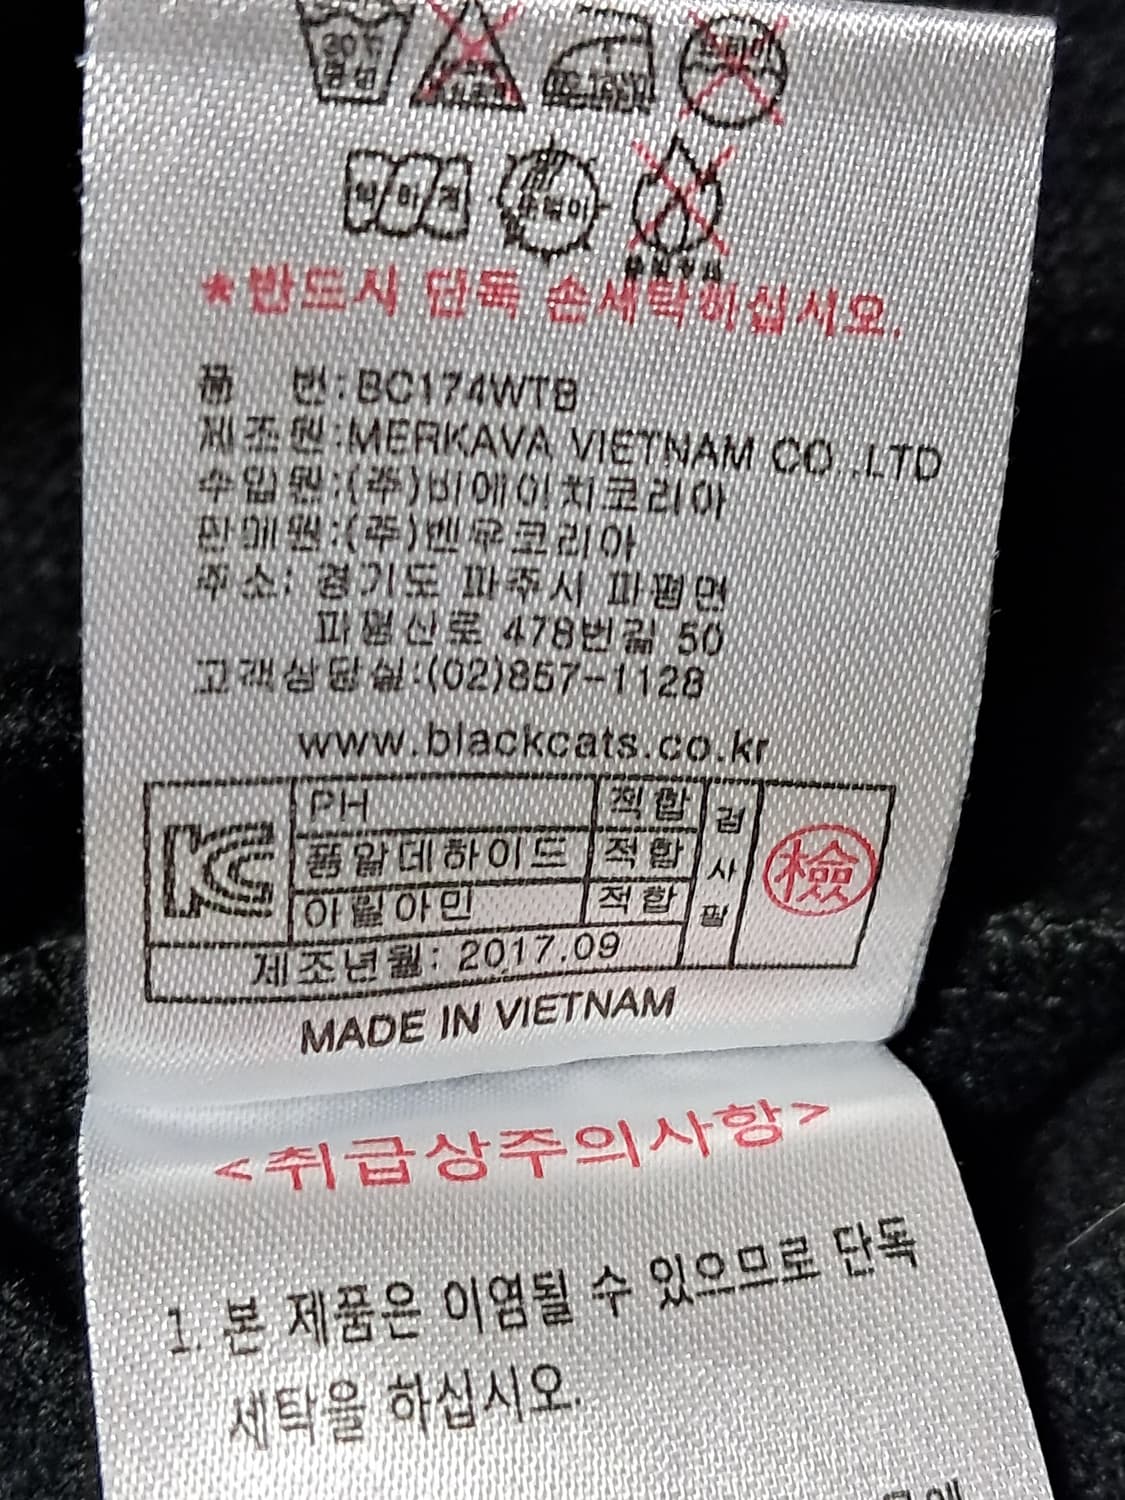 30℃
중성
드라이
뒤집어
*반드시 단독 손세탁하십시오.
품 번:BC174WTB
제조원:MERKAVA VIETNAM CO .LTD
수입원:(주)비에이치코리아
판매원:(주)벤우코리아
주소: 경기도 파주시 파평면
파평산로 478번길 50
고객상담실:(02)857-1128
www.blackcats.co.kr
PH 적합
폼알데하이드 적합
아릴아민 적합
검사필
檢
제조년월: 2017.09
MADE IN VIETNAM
<취급상주의사항>
1. 본 제품은 이염될 수 있으므로 단독
세탁을 하십시오.